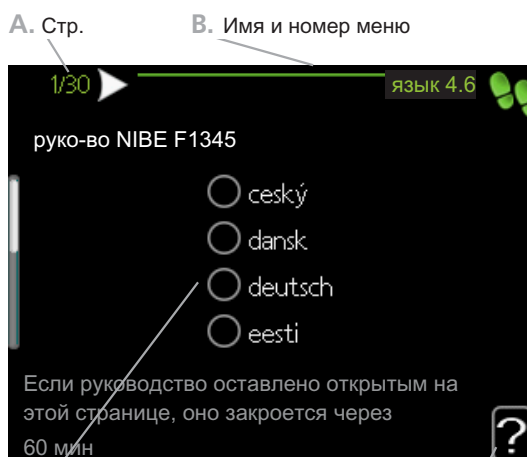 A. Стр.
B. Имя и номер меню
1/30
язык 4.6
руко-во NIBE F1345
ceský
dansk
deutsch
eesti
Если руководство оставлено открытым на
этой странице, оно закроется через
60 мин
?